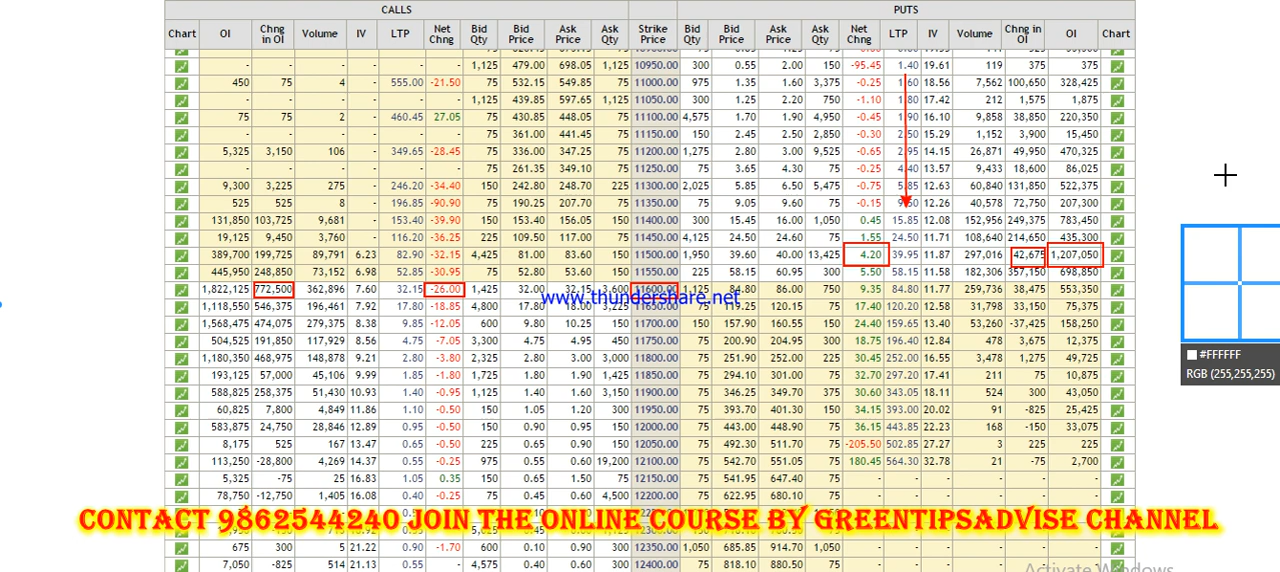 CALLS PUTS
Chart OI Chng in OI Volume IV LTP Net Chng Bid Qty Bid Price Ask Price Ask Qty Strike Price Bid Qty Bid Price Ask Price Ask Qty Net Chng LTP IV Volume Chng in OI OI Chart
- - - - - - 1,125 479.00 698.05 1,125 10950.00 300 0.55 2.00 150 -95.45 1.40 19.61 119 375 375
450 75 4 - 555.00 -21.50 75 532.15 549.85 75 11000.00 975 1.35 1.60 3,375 -0.25 18.56 7,562 100,650 328,425
- - - - - - 1,125 439.85 597.65 1,125 11050.00 300 1.25 2.20 750 -1.10 17.42 212 1,575 1,875
75 75 2 - 460.45 27.05 75 430.85 448.05 75 11100.00 4,575 1.70 1.90 4,950 -0.45 16.10 9,858 38,850 220,350
- - - - - - 75 361.00 441.45 75 11150.00 150 2.45 2.50 2,850 -0.30 15.29 1,152 3,900 15,450
5,325 3,150 106 - 349.65 -28.45 75 336.00 347.25 75 11200.00 1,275 2.80 3.00 9,525 -0.65 14.15 26,871 49,950 470,325
- - - - - - 75 261.35 349.10 75 11250.00 75 3.65 4.30 75 -0.25 13.57 9,433 18,600 86,025
9,300 3,225 275 - 246.20 -34.40 150 242.80 248.70 225 11300.00 2,025 5.85 6.50 5,475 -0.75 5.85 12.63 60,840 131,850 522,375
525 525 8 - 196.85 -90.90 75 190.25 207.70 75 11350.00 75 9.05 9.60 75 -0.15 12.26 40,578 72,750 207,300
131,850 103,725 9,681 - 153.40 -39.90 150 153.40 156.05 150 11400.00 300 15.45 16.00 1,050 0.45 15.85 12.08 152,956 249,375 783,450
19,125 9,450 3,760 - 116.20 -36.25 225 109.50 117.00 75 11450.00 4,125 24.50 24.60 75 1.55 24.50 11.71 108,640 214,650 435,300
389,700 199,725 89,791 6.23 82.90 -32.15 4,425 81.00 83.60 150 11500.00 1,950 39.60 40.00 13,425 4.20 39.95 11.87 297,016 42,675 1,207,050
445,950 248,850 73,152 6.98 52.85 -30.95 75 52.80 53.60 150 11550.00 225 58.15 60.95 300 5.50 58.15 11.58 182,306 357,150 698,850
1,822,125 772,500 362,896 7.60 32.15 -26.00 1,425 32.00 32.15 3,600 11600.00 1,125 84.80 86.00 750 9.35 84.80 11.77 259,736 38,475 553,350
www.thundershare.net
1,118,550 546,375 196,461 7.92 17.80 -18.85 4,800 17.80 18.00 3,225 11650.00 75 119.25 120.15 75 17.40 120.20 12.58 31,798 33,150 75,375
1,568,475 474,075 279,375 8.38 9.85 -12.05 600 9.80 10.25 150 11700.00 150 157.90 160.55 150 24.40 159.65 13.40 53,260 -37,425 158,250
504,525 191,850 117,929 8.56 4.75 -7.05 3,300 4.75 4.95 450 11750.00 75 200.90 204.95 300 18.75 196.40 12.84 478 3,675 12,375
1,180,350 468,975 148,878 9.21 2.80 -3.80 2,325 2.80 3.00 3,000 11800.00 75 251.90 252.00 225 30.45 252.00 16.55 3,478 1,275 49,725
193,125 57,000 45,106 9.99 1.85 -1.80 1,725 1.80 1.90 1,425 11850.00 75 294.10 301.00 75 32.70 297.20 17.41 211 75 10,875
588,825 258,375 51,430 10.93 1.40 -0.95 1,125 1.40 1.60 3,150 11900.00 75 346.25 349.70 375 30.60 343.05 18.11 524 300 43,050
60,825 7,800 4,849 11.86 1.10 -0.50 150 1.05 1.20 300 11950.00 75 393.70 401.30 150 34.15 393.00 20.02 91 -825 25,425
583,875 24,750 28,846 12.89 0.95 -0.50 150 0.90 0.95 150 12000.00 75 443.00 448.90 75 36.15 443.85 22.23 168 -150 33,075
8,175 525 167 13.47 0.65 -0.50 225 0.65 0.90 150 12050.00 75 492.30 511.70 75 -205.50 502.85 27.27 3 225 225
113,250 -28,800 4,269 14.37 0.55 -0.25 975 0.55 0.60 19,200 12100.00 75 542.70 551.05 75 180.45 564.30 32.78 21 -75 2,700
5,325 -75 25 16.83 1.05 0.35 150 0.65 1.50 75 12150.00 75 541.95 647.40 75 - - - - - -
78,750 -12,750 1,405 16.08 0.40 -0.25 75 0.45 0.60 4,500 12200.00 75 622.95 680.10 75 - - - - - -
CONTACT 9862544240 JOIN THE ONLINE COURSE BY GREENTIPSADVISE CHANNEL
675 300 5 21.22 0.90 -1.70 600 0.10 0.90 300 12350.00 1,050 685.85 914.70 1,050 - - - - - -
7,050 -825 514 21.13 0.55 - 4,575 0.40 0.60 300 12400.00 75 818.10 880.50 75 - - - - - -
#FFFFFF
RGB (255,255,255)
Activate Windows